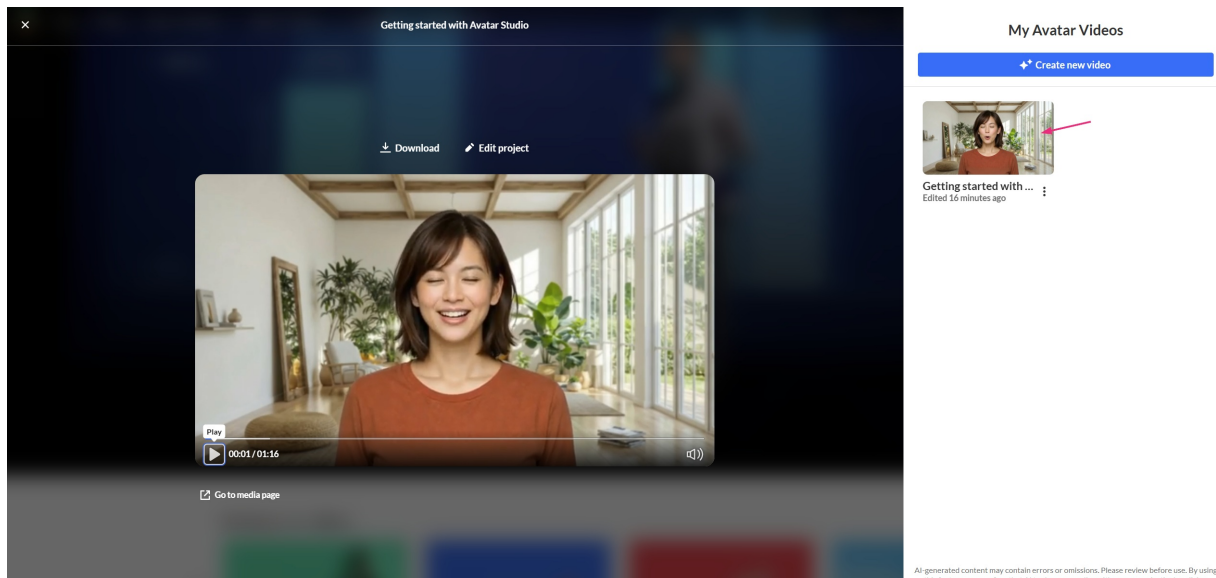 Getting started with Avatar Studio
Download
Edit project
Play
00:01 / 01:16
Go to media page
My Avatar Videos
Create new video
Getting started with ...
Edited 16 minutes ago
AI-generated content may contain errors or omissions. Please review before use. By using